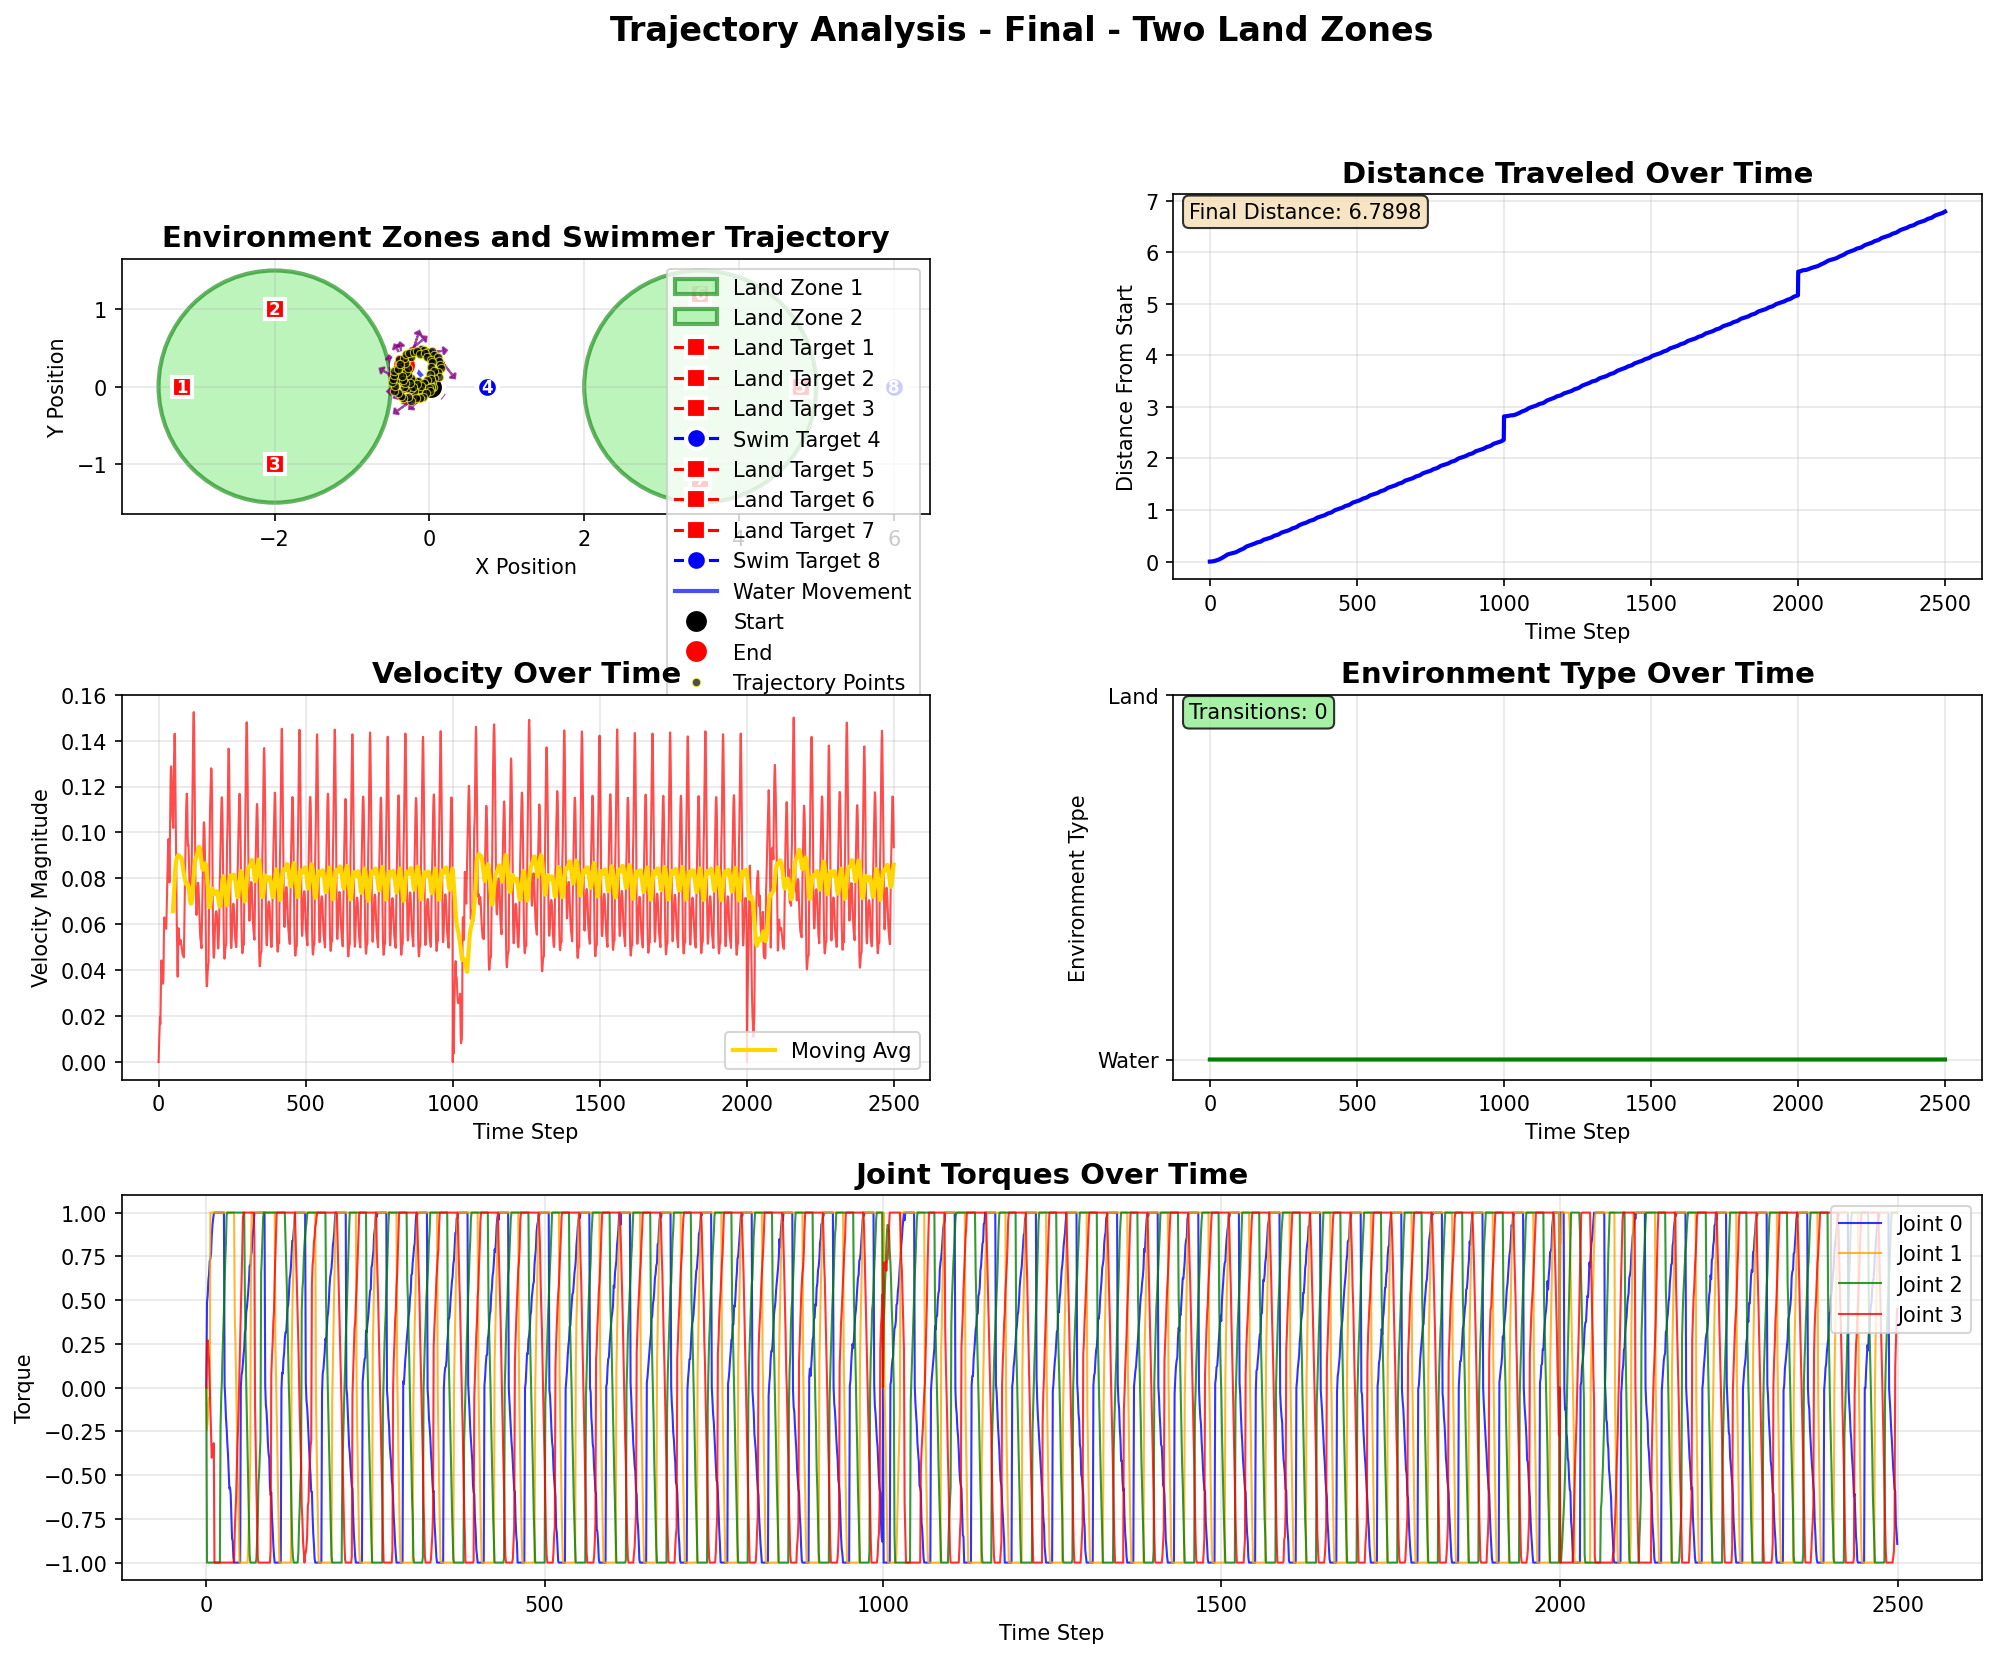 Trajectory Analysis - Final - Two Land Zones
Environment Zones and Swimmer Trajectory
Y Position
1
0
−1
−2
0
2
4
6
X Position
1
2
3
4
8
Land Zone 1
Land Zone 2
Land Target 1
Land Target 2
Land Target 3
Swim Target 4
Land Target 5
Land Target 6
Land Target 7
Swim Target 8
Water Movement
Start
End
Trajectory Points
Distance Traveled Over Time
Final Distance: 6.7898
Distance From Start
7
6
5
4
3
2
1
0
0
500
1000
1500
2000
2500
Time Step
Velocity Over Time
Velocity Magnitude
0.16
0.14
0.12
0.10
0.08
0.06
0.04
0.02
0.00
Moving Avg
0
500
1000
1500
2000
2500
Time Step
Environment Type Over Time
Transitions: 0
Environment Type
Land
Water
0
500
1000
1500
2000
2500
Time Step
Joint Torques Over Time
Torque
1.00
0.75
0.50
0.25
0.00
−0.25
−0.50
−0.75
−1.00
Joint 0
Joint 1
Joint 2
Joint 3
0
500
1000
1500
2000
2500
Time Step